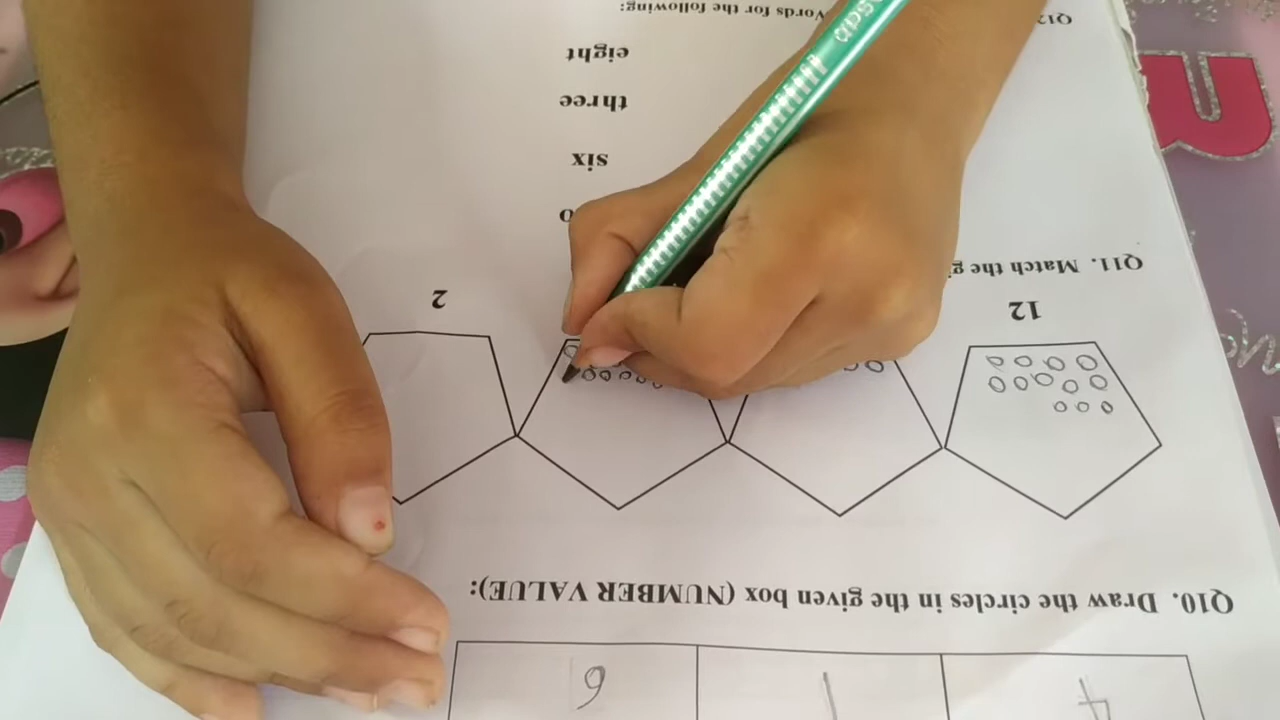 4 1 6
Q10. Draw the circles in the given box (NUMBER VALUE):
12 2
Q11. Match the
six
three
eight
Q12 Words for the following: